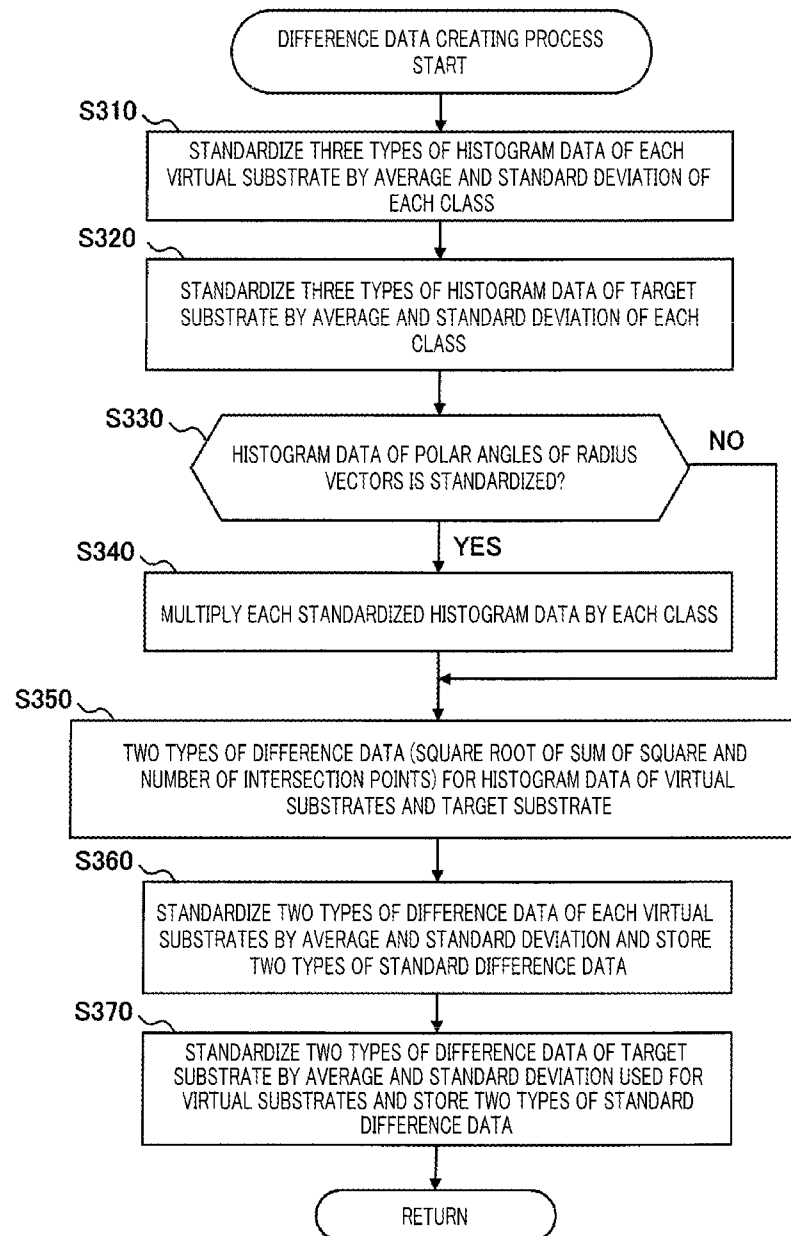 DIFFERENCE DATA CREATING PROCESS
START
S310
STANDARDIZE THREE TYPES OF HISTOGRAM DATA OF EACH
VIRTUAL SUBSTRATE BY AVERAGE AND STANDARD DEVIATION OF
EACH CLASS
S320
STANDARDIZE THREE TYPES OF HISTOGRAM DATA OF TARGET
SUBSTRATE BY AVERAGE AND STANDARD DEVIATION OF EACH
CLASS
S330
HISTOGRAM DATA OF POLAR ANGLES OF RADIUS
VECTORS IS STANDARDIZED?
NO
YES
S340
MULTIPLY EACH STANDARDIZED HISTOGRAM DATA BY EACH CLASS
S350
TWO TYPES OF DIFFERENCE DATA (SQUARE ROOT OF SUM OF SQUARE AND
NUMBER OF INTERSECTION POINTS) FOR HISTOGRAM DATA OF VIRTUAL
SUBSTRATES AND TARGET SUBSTRATE
S360
STANDARDIZE TWO TYPES OF DIFFERENCE DATA OF EACH VIRTUAL
SUBSTRATES BY AVERAGE AND STANDARD DEVIATION AND STORE
TWO TYPES OF STANDARD DIFFERENCE DATA
S370
STANDARDIZE TWO TYPES OF DIFFERENCE DATA OF TARGET
SUBSTRATE BY AVERAGE AND STANDARD DEVIATION USED FOR
VIRTUAL SUBSTRATES AND STORE TWO TYPES OF STANDARD
DIFFERENCE DATA
RETURN